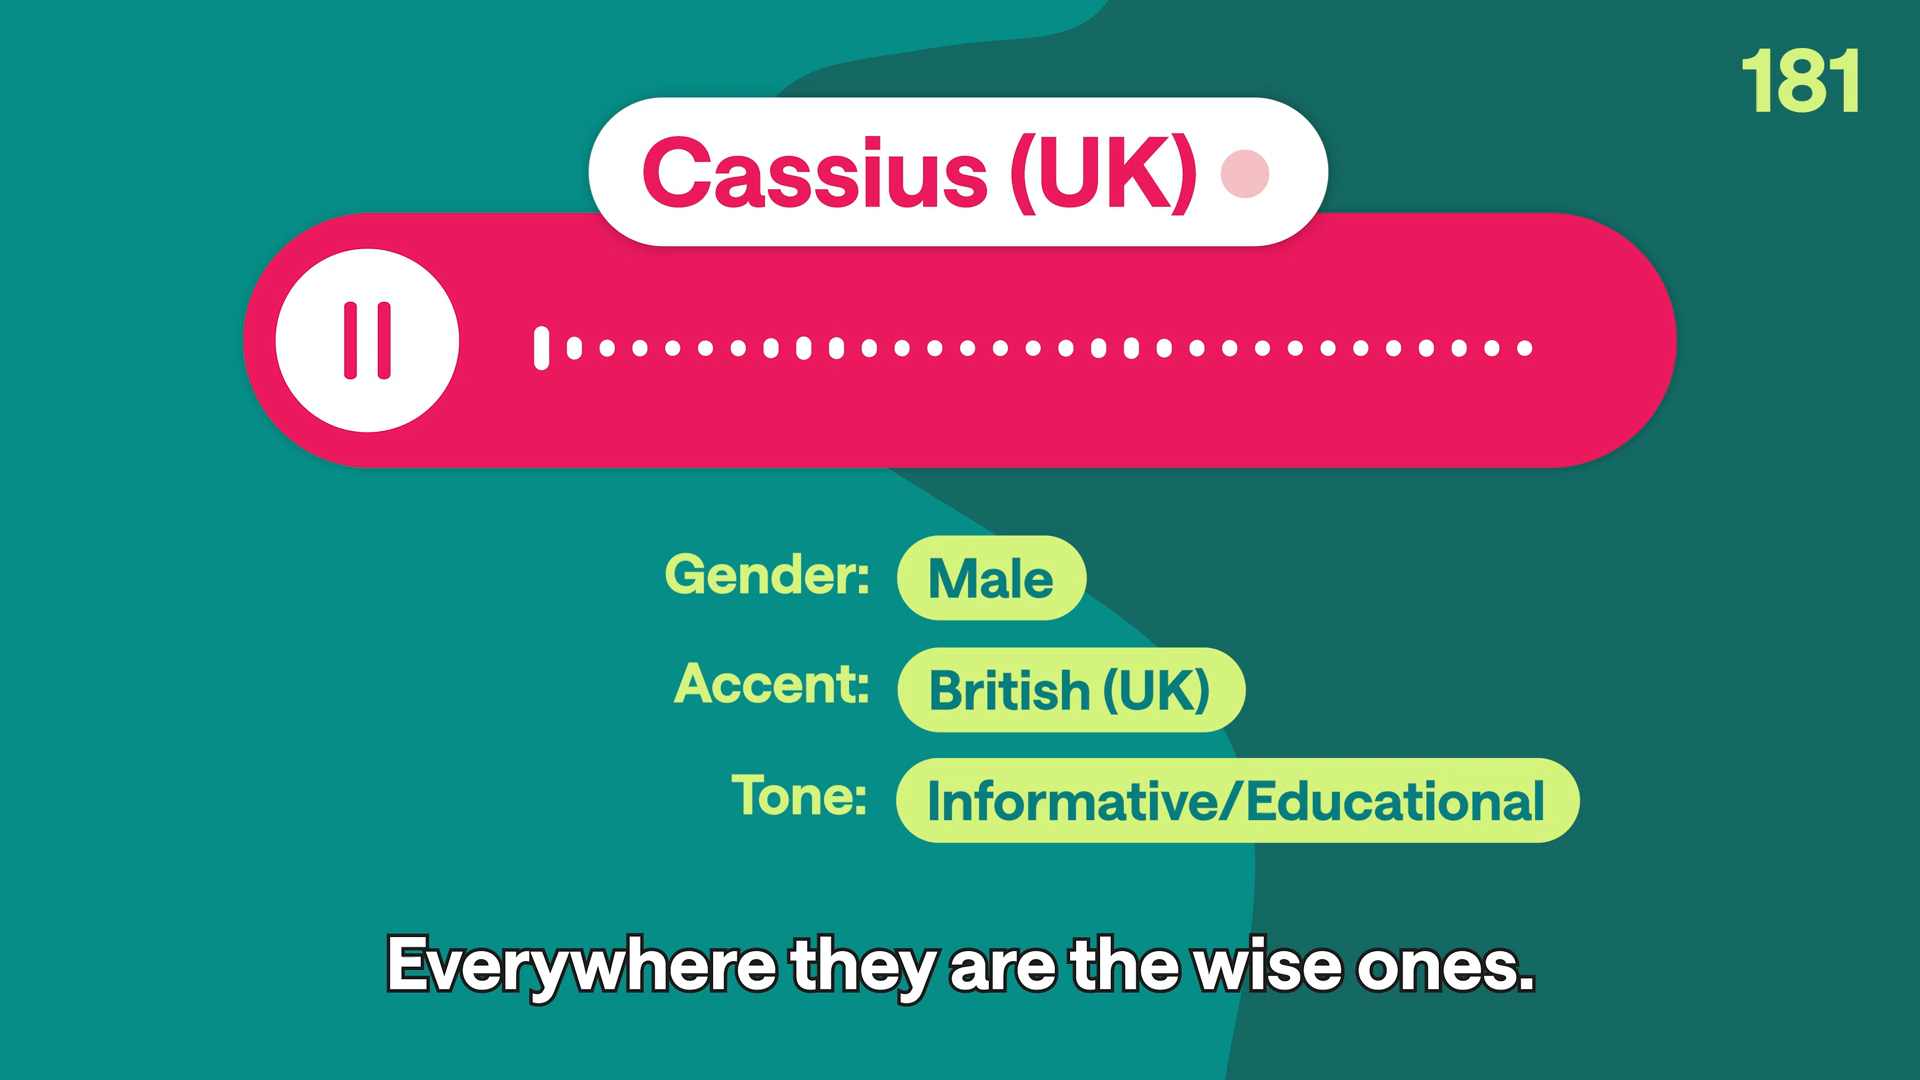 181
Cassius (UK)
Gender: Male
Accent: British (UK)
Tone: Informative/Educational
Everywhere they are the wise ones.